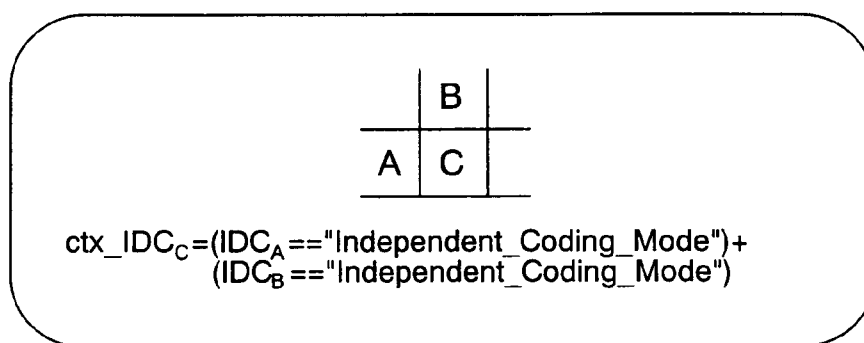 B
A C
ctx_IDC_C=(IDC_A=="Independent_Coding_Mode")+
(IDC_B=="Independent_Coding_Mode")